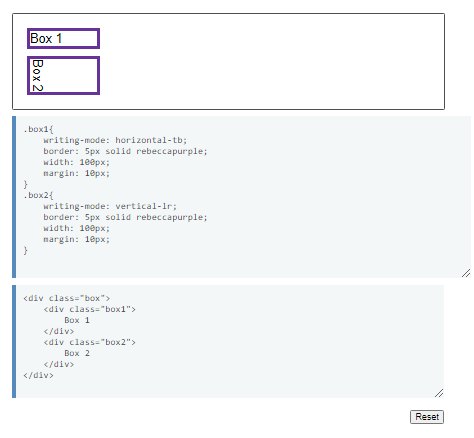 Box 1
Box 2
.box1{
    writing-mode: horizontal-tb;
    border: 5px solid rebeccapurple;
    width: 100px;
    margin: 10px;
}
.box2{
    writing-mode: vertical-lr;
    border: 5px solid rebeccapurple;
    width: 100px;
    margin: 10px;
}
<div class="box">
    <div class="box1">
        Box 1
    </div>
    <div class="box2">
        Box 2
    </div>
</div>
Reset